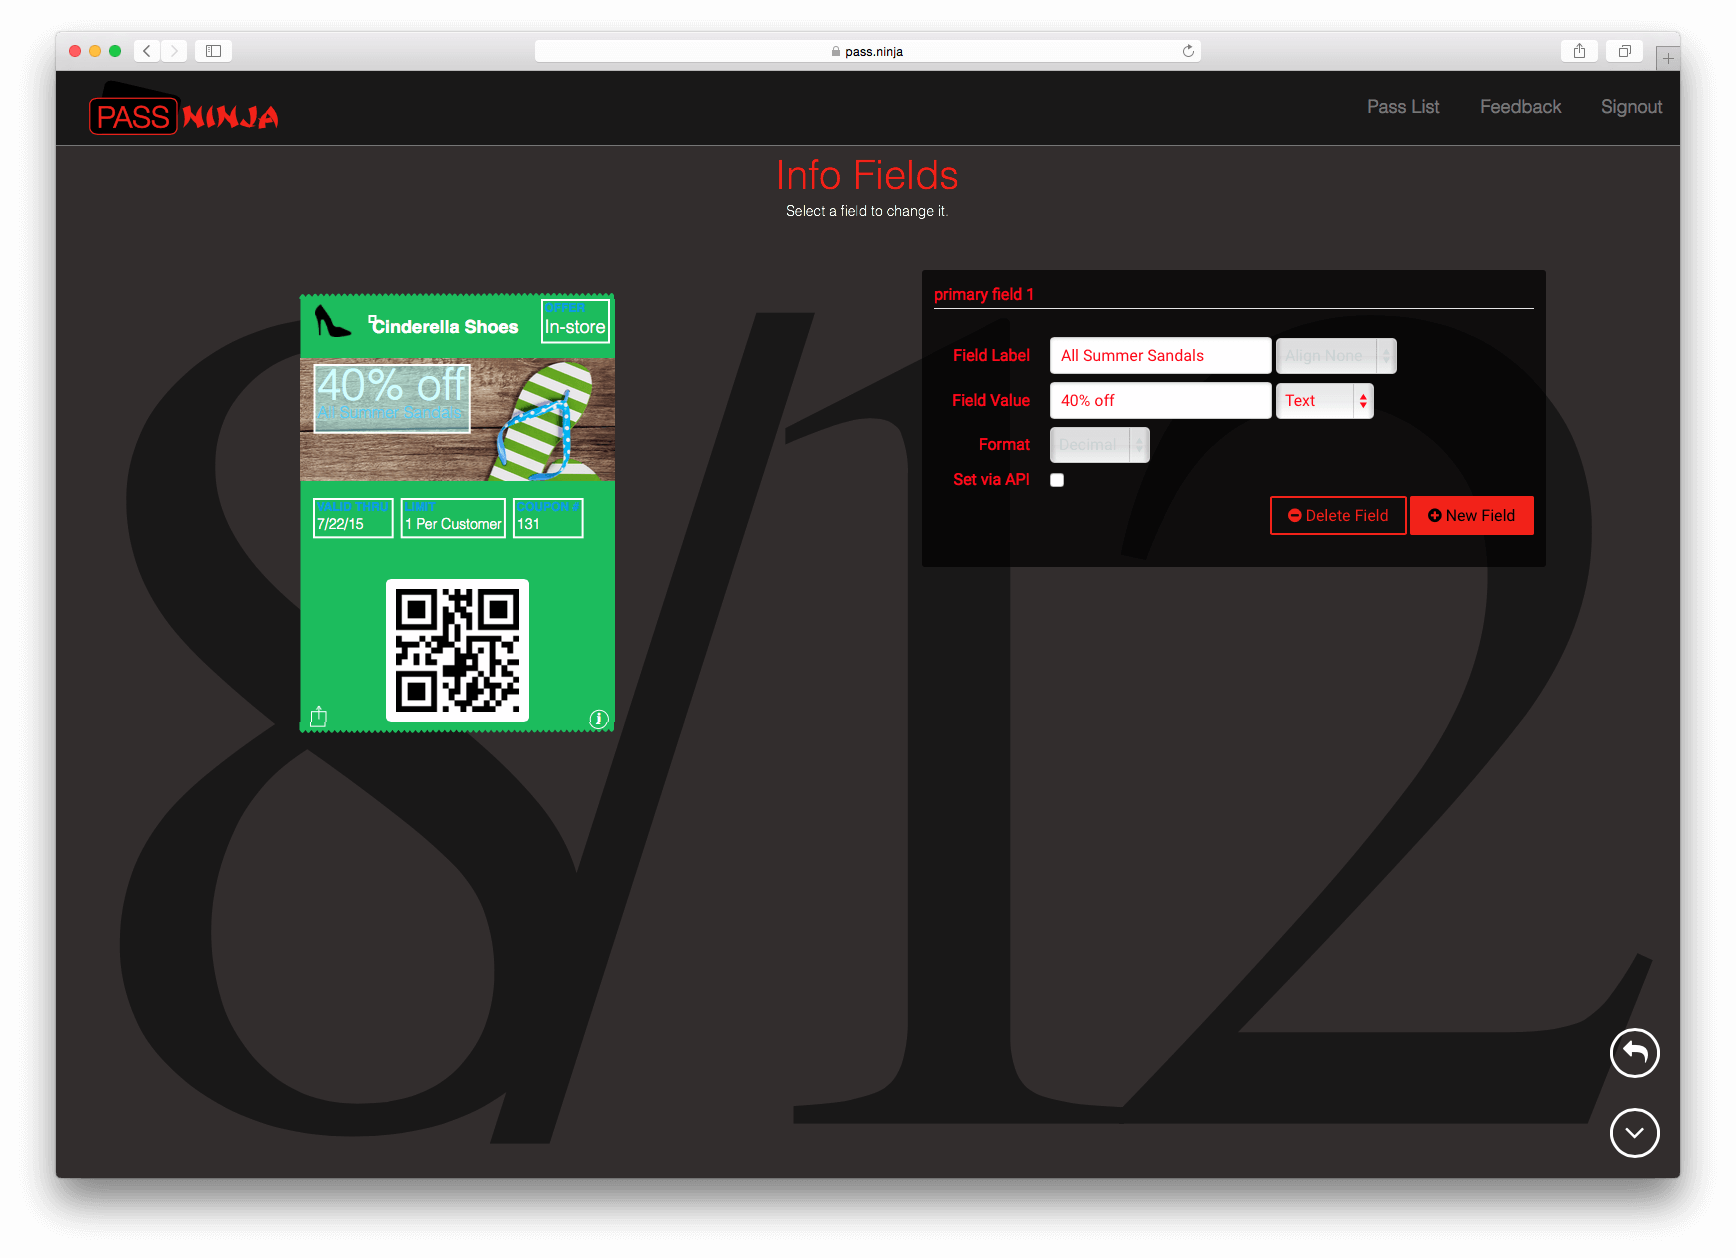 pass.ninja
PASS NINJA
Pass List
Feedback
Signout
Info Fields
Select a field to change it.
OFFER
Cinderella Shoes
In-store
40% off
All Summer Sandals
VALID THRU
LIMIT
COUPON #
7/22/15
1 Per Customer
131
primary field 1
Field Label
All Summer Sandals
Align None
Field Value
40% off
Text
Format
Decimal
Set via API
Delete Field
New Field
8/12